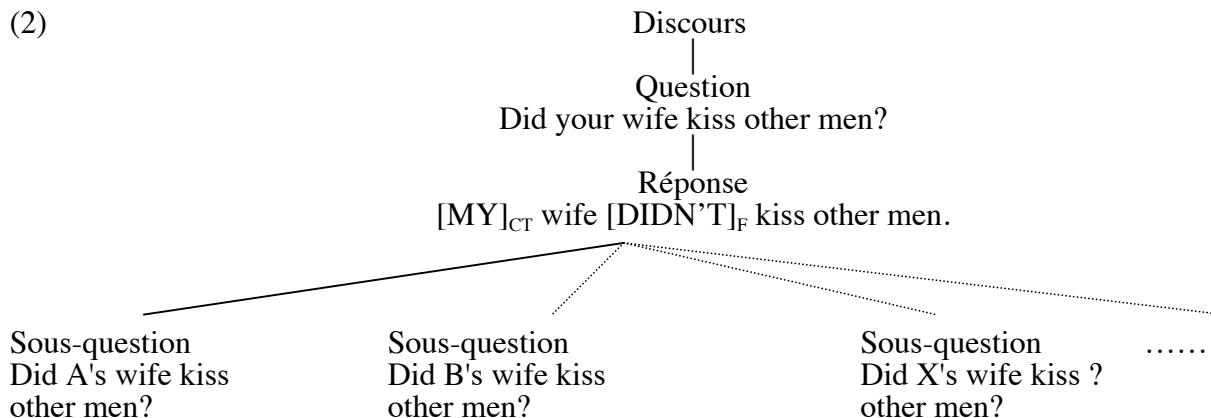 (2)
Discours
Question
Did your wife kiss other men?
Réponse
[MY]CT wife [DIDN’T]F kiss other men.
Sous-question
Did A's wife kiss
other men?
Sous-question
Did B's wife kiss
other men?
Sous-question
Did X's wife kiss ?
other men?
……